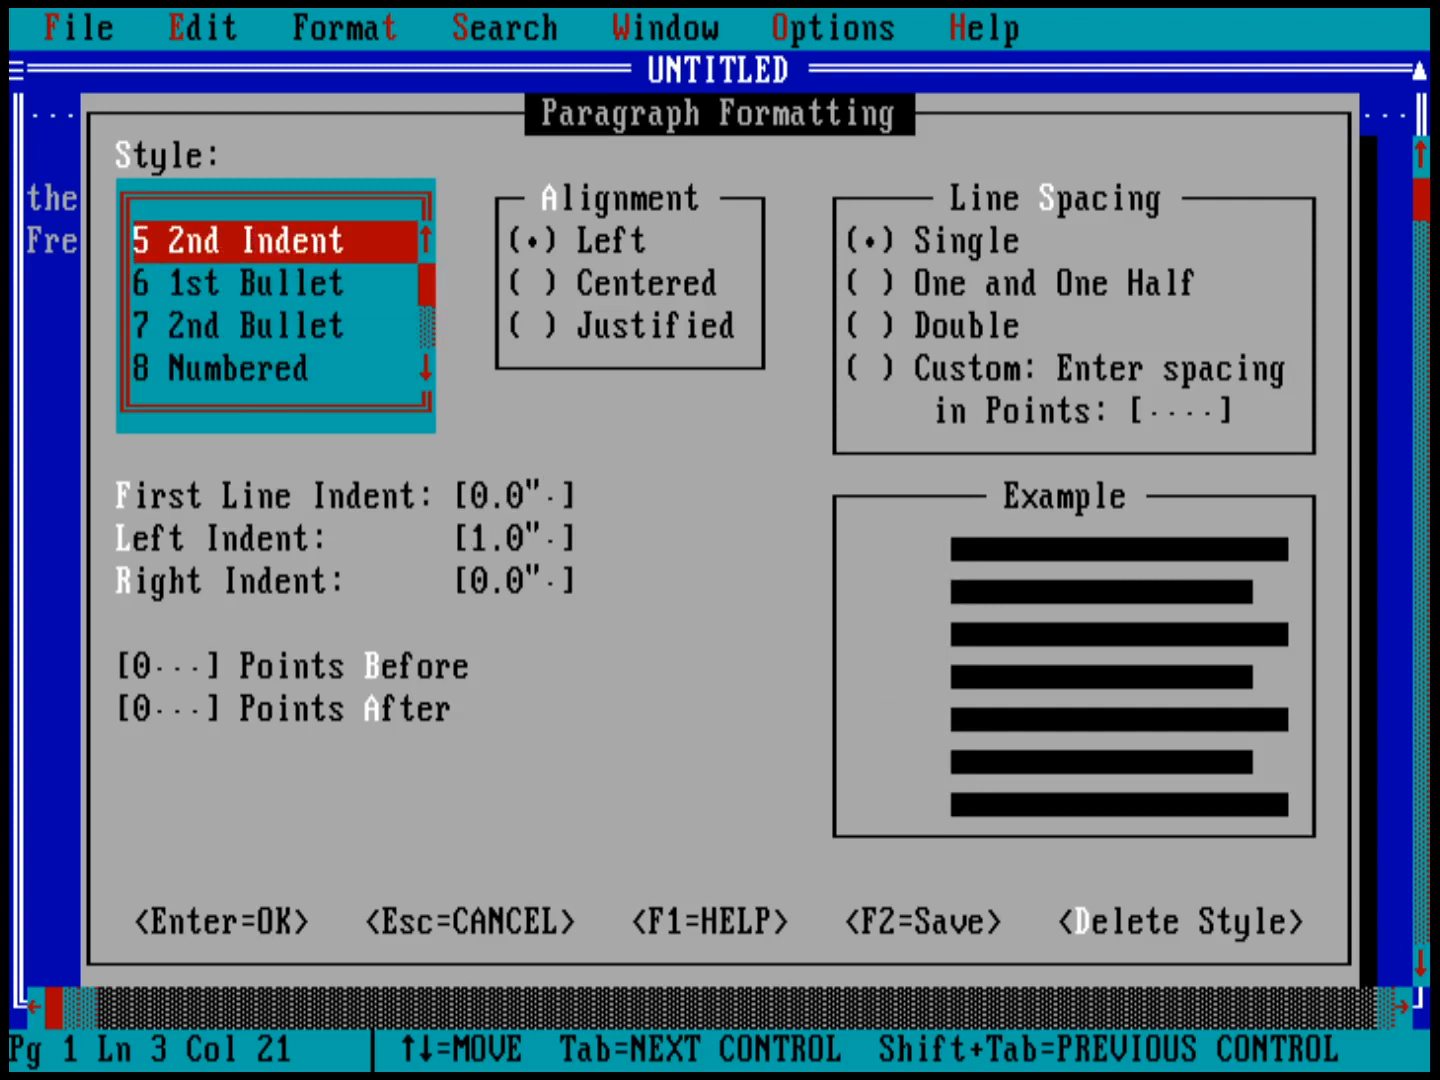 File Edit Format Search Window Options Help
UNTITLED
Paragraph Formatting
Style:
the
Fre
5 2nd Indent
6 1st Bullet
7 2nd Bullet
8 Numbered
Alignment
(•) Left
( ) Centered
( ) Justified
Line Spacing
(•) Single
( ) One and One Half
( ) Double
( ) Custom: Enter spacing
in Points: [····]
First Line Indent: [0.0"·]
Left Indent: [1.0"·]
Right Indent: [0.0"·]
[0···] Points Before
[0···] Points After
Example
<Enter=OK> <Esc=CANCEL> <F1=HELP> <F2=Save> <Delete Style>
Pg 1 Ln 3 Col 21 ↑↓=MOVE Tab=NEXT CONTROL Shift+Tab=PREVIOUS CONTROL